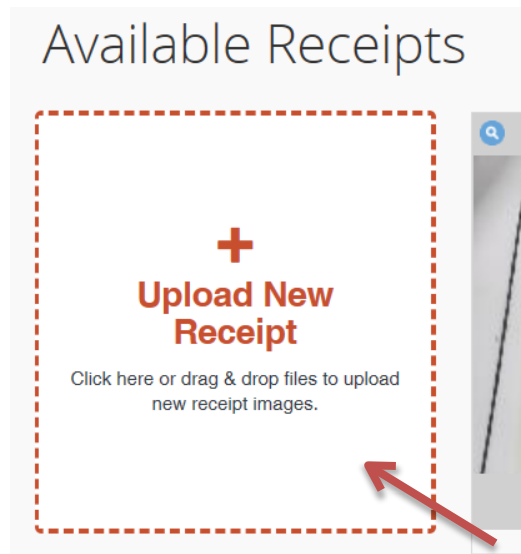 Available Receipts
+
Upload New
Receipt
Click here or drag & drop files to upload
new receipt images.